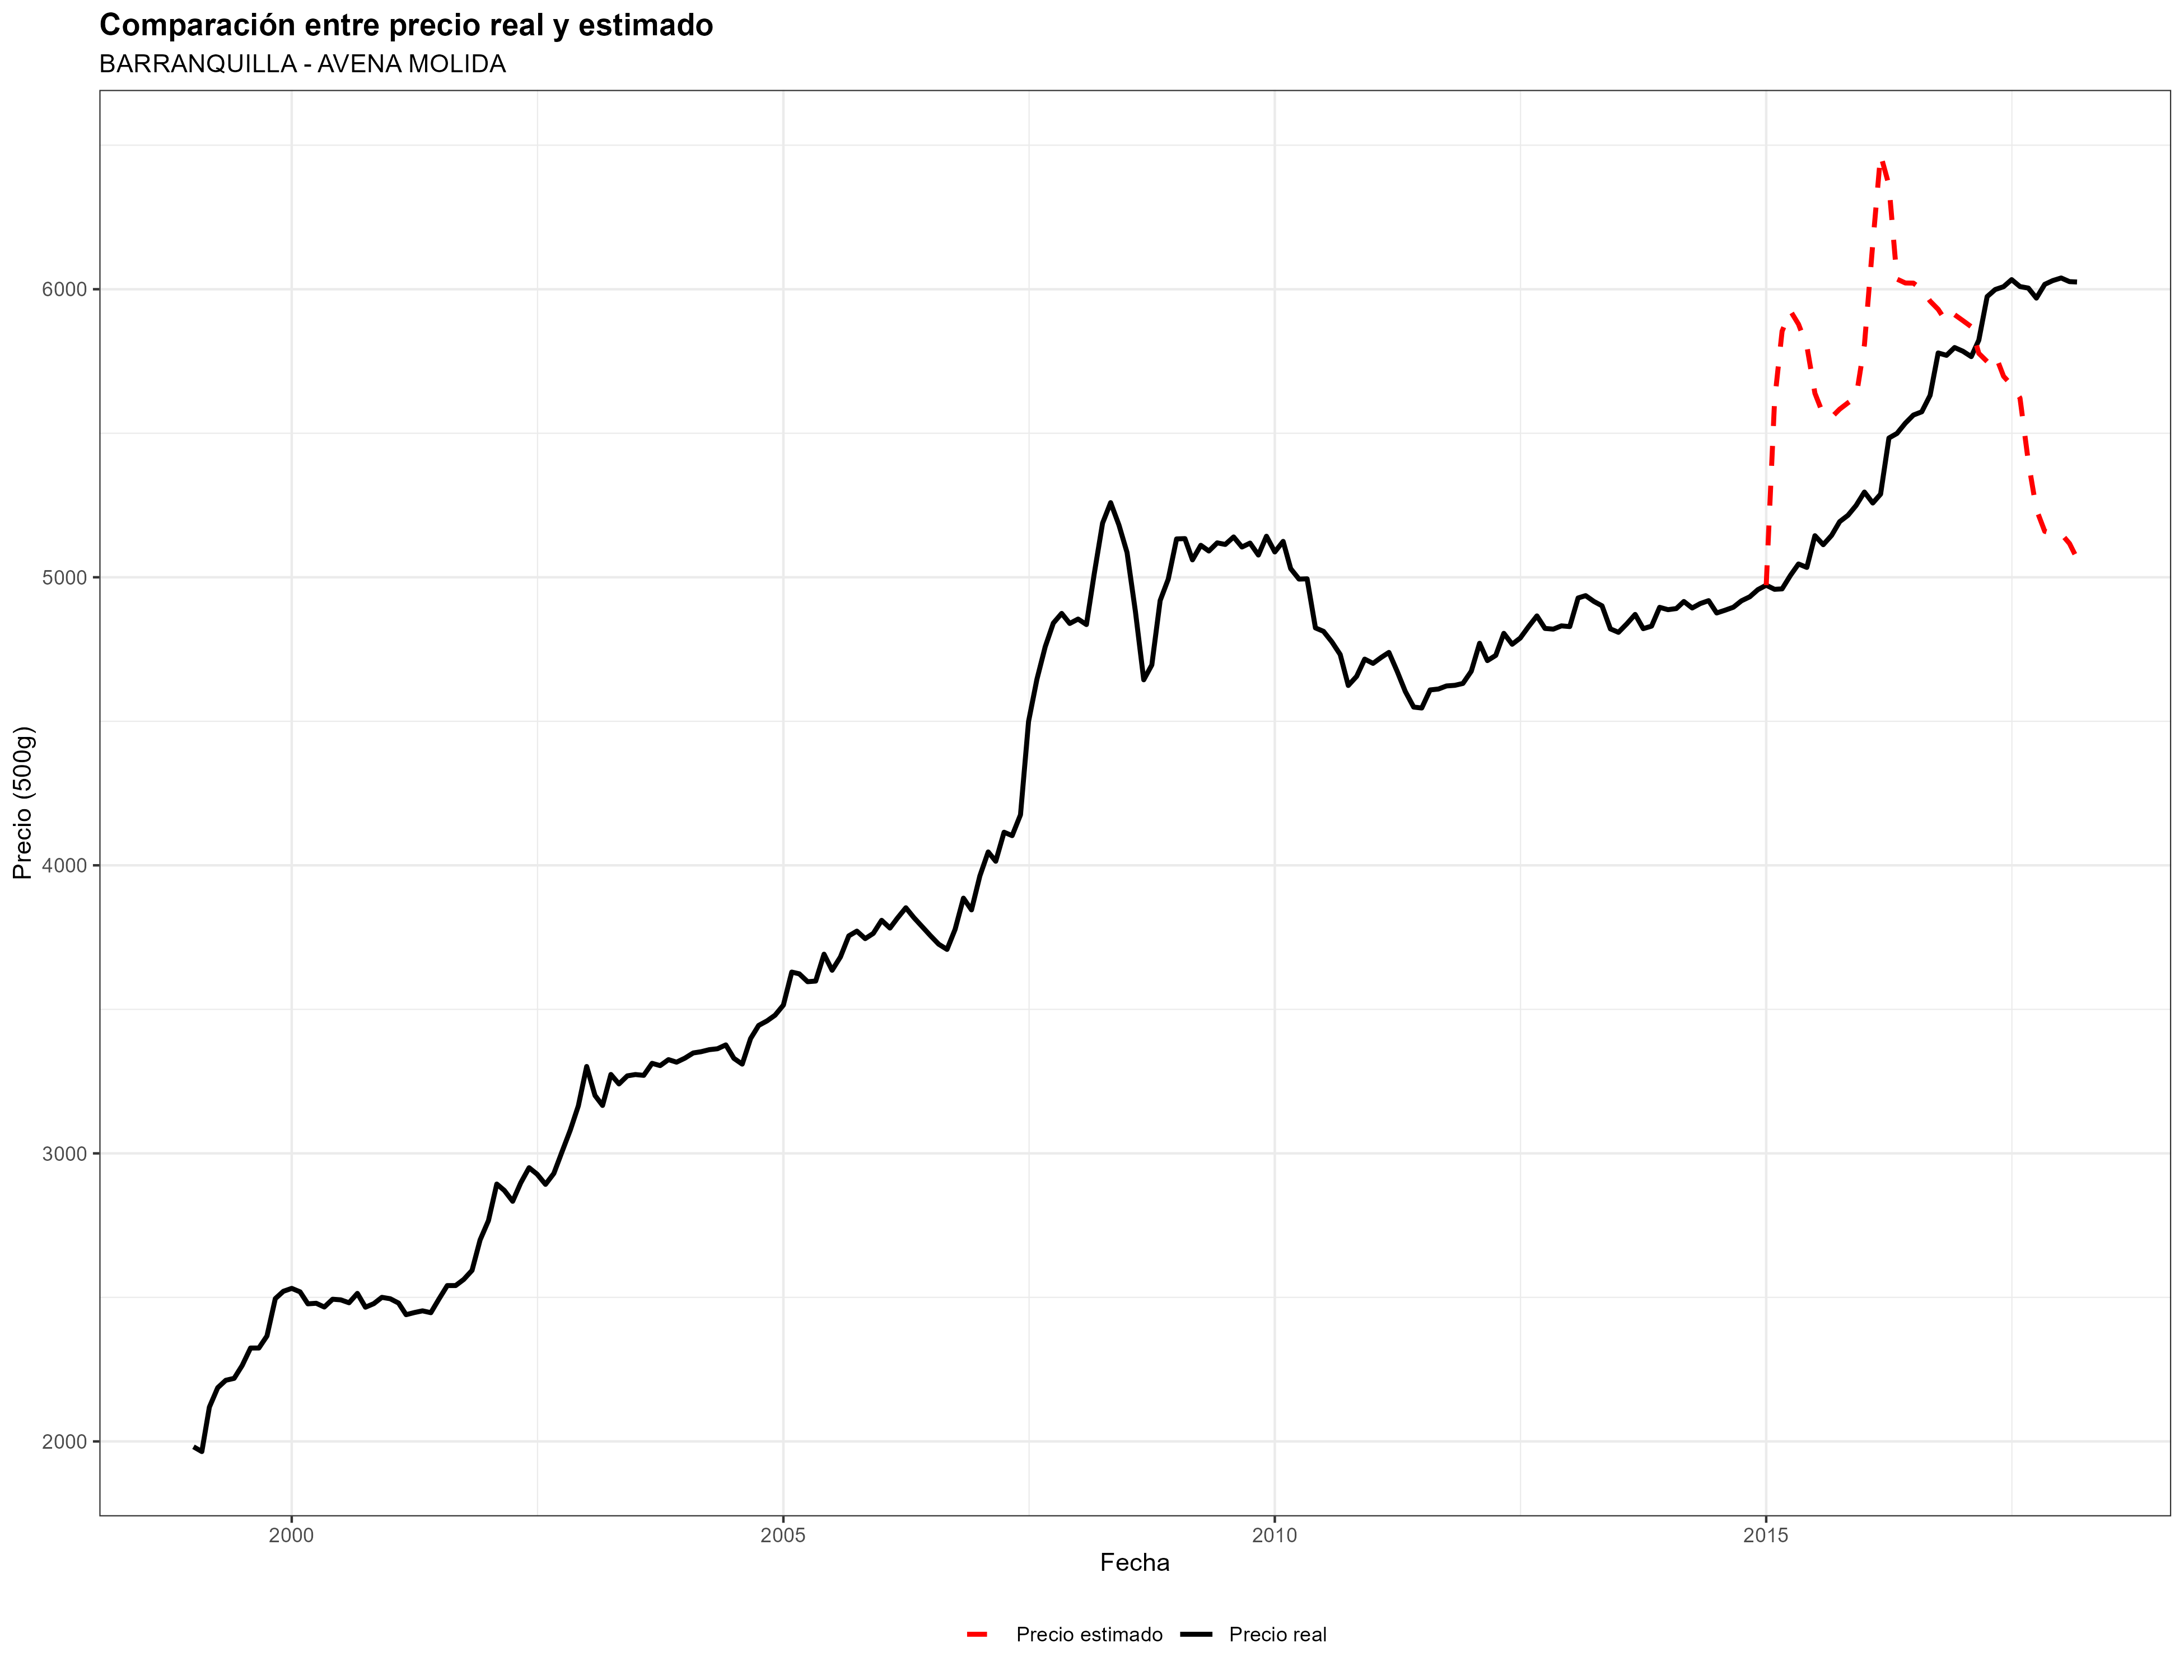 Comparación entre precio real y estimado
BARRANQUILLA - AVENA MOLIDA
Precio (500g)
6000
5000
4000
3000
2000
2000 2005 2010 2015
Fecha
Precio estimado Precio real